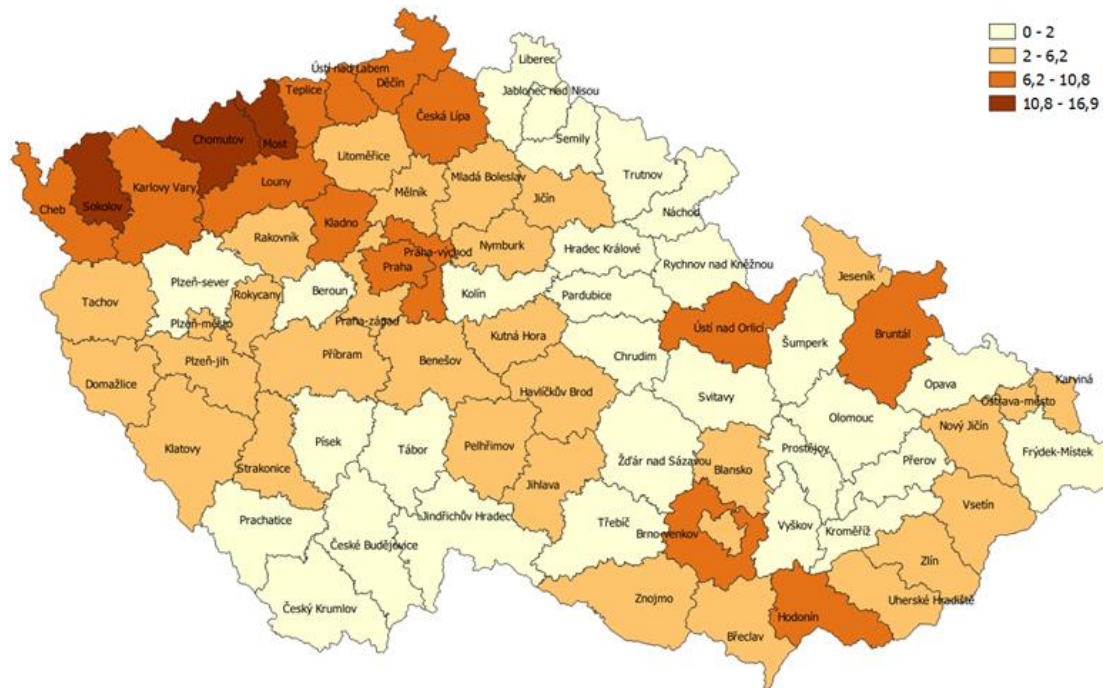 0 - 2
2 - 6,2
6,2 - 10,8
10,8 - 16,9
Liberec
Ústí nad Labem
Děčín
Teplice
Jablonec nad Nisou
Česká Lípa
Semily
Chomutov
Most
Litoměřice
Trutnov
Mladá Boleslav
Karlovy Vary
Louny
Mělník
Jičín
Sokolov
Cheb
Kladno
Náchod
Rakovník
Nymburk
Hradec Králové
Praha-východ
Praha
Rychnov nad Kněžnou
Jeseník
Plzeň-sever
Beroun
Kolín
Pardubice
Tachov
Rokycany
Plzeň-město
Praha-západ
Ústí nad Orlicí
Bruntál
Kutná Hora
Šumperk
Příbram
Benešov
Chrudim
Plzeň-jih
Domažlice
Opava
Karviná
Havlíčkův Brod
Svitavy
Ostrava-město
Olomouc
Nový Jičín
Písek
Tábor
Pelhřimov
Klatovy
Prostějov
Frýdek-Místek
Žďár nad Sázavou
Blansko
Přerov
Strakonice
Jihlava
Vsetín
Prachatice
Jindřichův Hradec
Třebíč
Vyškov
Kroměříž
Brno-venkov
České Budějovice
Zlín
Znojmo
Uherské Hradiště
Český Krumlov
Hodonín
Břeclav